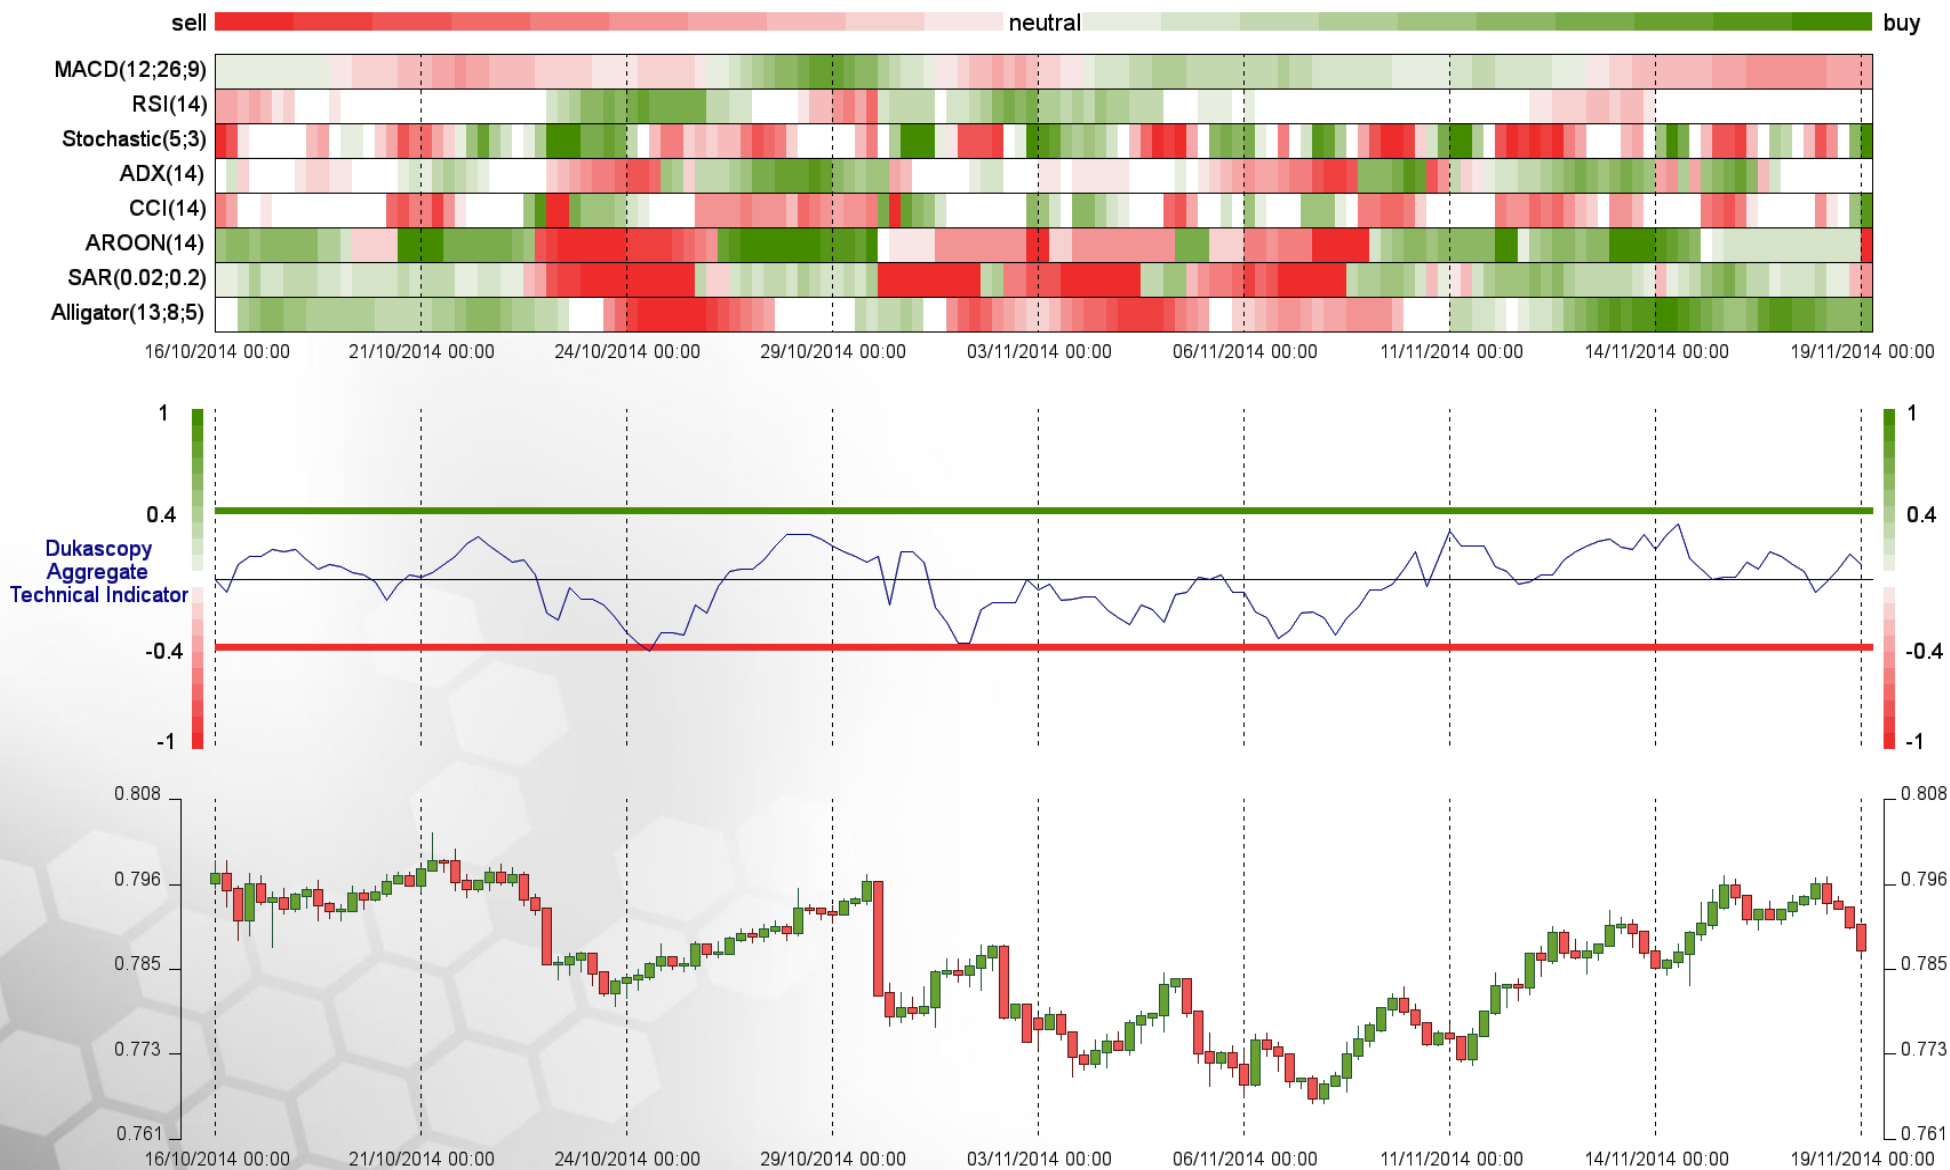 sell neutral buy
MACD(12;26;9)
RSI(14)
Stochastic(5;3)
ADX(14)
CCI(14)
AROON(14)
SAR(0.02;0.2)
Alligator(13;8;5)
16/10/2014 00:00 21/10/2014 00:00 24/10/2014 00:00 29/10/2014 00:00 03/11/2014 00:00 06/11/2014 00:00 11/11/2014 00:00 14/11/2014 00:00 19/11/2014 00:00
1 1
0.4 0.4
Dukascopy
Aggregate
Technical Indicator
-0.4 -0.4
-1 -1
0.808 0.808
0.796 0.796
0.785 0.785
0.773 0.773
0.761 0.761
16/10/2014 00:00 21/10/2014 00:00 24/10/2014 00:00 29/10/2014 00:00 03/11/2014 00:00 06/11/2014 00:00 11/11/2014 00:00 14/11/2014 00:00 19/11/2014 00:00